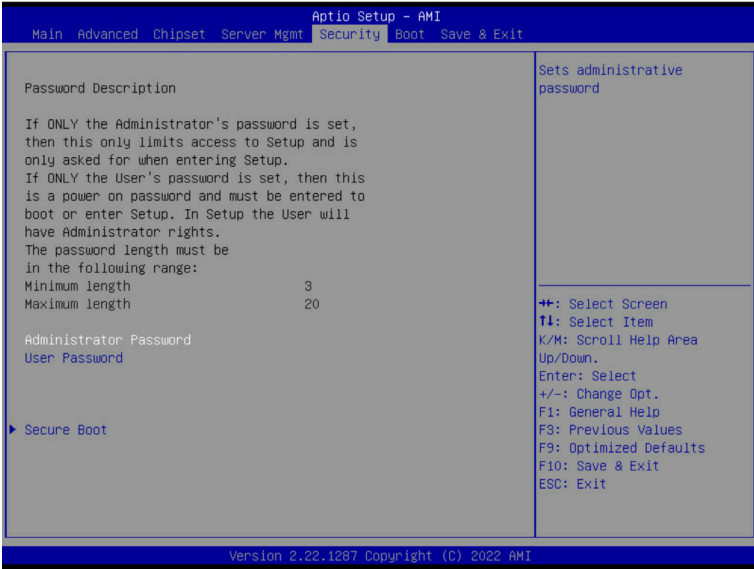 Aptio Setup - AMI
Main Advanced Chipset Server Mgmt Security Boot Save & Exit
Password Description
If ONLY the Administrator's password is set,
then this only limits access to Setup and is
only asked for when entering Setup.
If ONLY the User's password is set, then this
is a power on password and must be entered to
boot or enter Setup. In Setup the User will
have Administrator rights.
The password length must be
in the following range:
Minimum length 3
Maximum length 20
Administrator Password
User Password
Secure Boot
Sets administrative
password
→←: Select Screen
↑↓: Select Item
K/M: Scroll Help Area
Up/Down.
Enter: Select
+/-: Change Opt.
F1: General Help
F3: Previous Values
F9: Optimized Defaults
F10: Save & Exit
ESC: Exit
Version 2.22.1287 Copyright (C) 2022 AMI